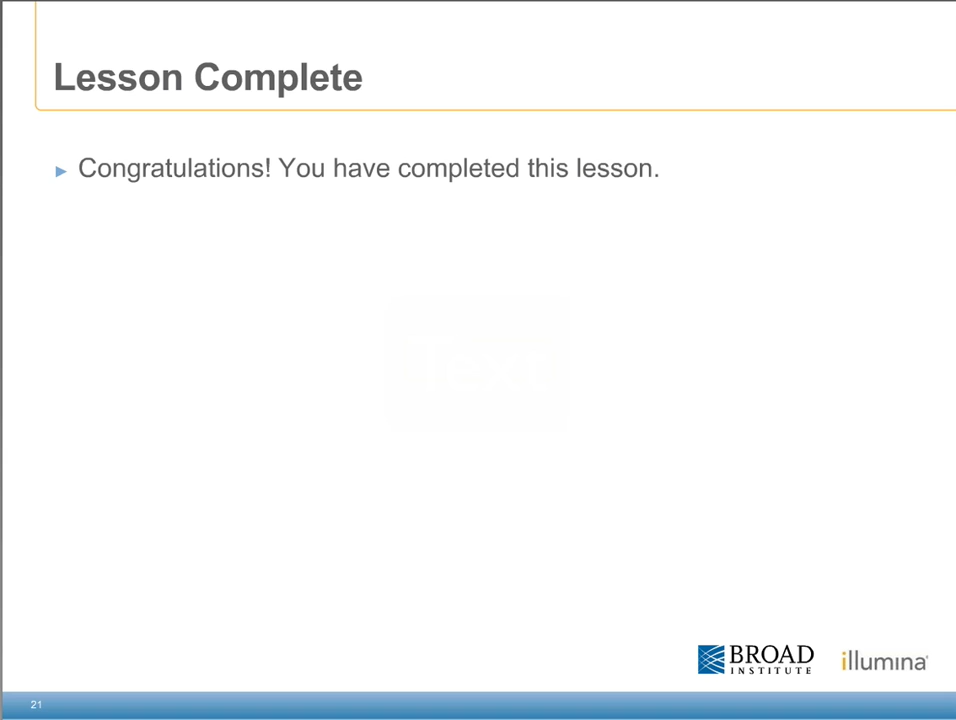 Lesson Complete
► Congratulations! You have completed this lesson.
BROAD
INSTITUTE
illumina
21